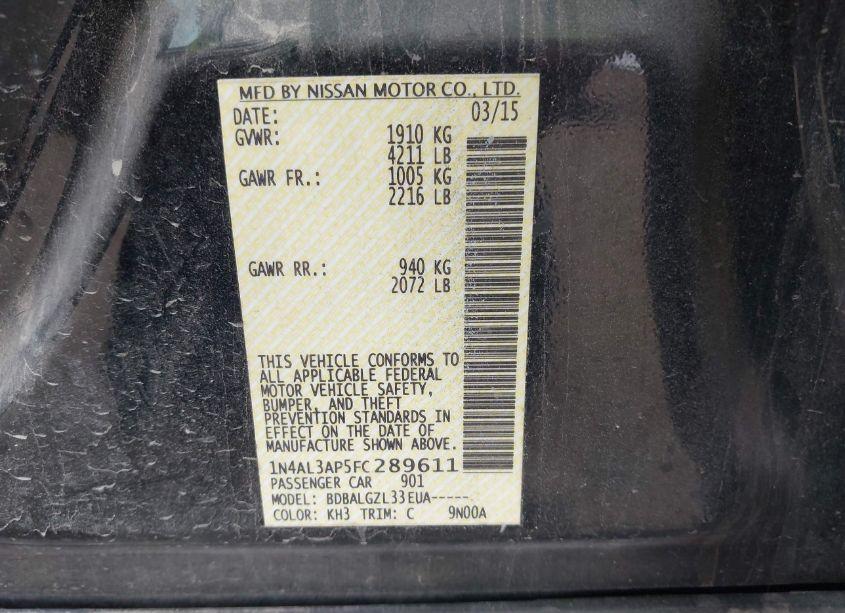 MFD BY NISSAN MOTOR CO., LTD.
DATE: 03/15
GVWR: 1910 KG
4211 LB
GAWR FR.: 1005 KG
2216 LB
GAWR RR.: 940 KG
2072 LB
THIS VEHICLE CONFORMS TO
ALL APPLICABLE FEDERAL
MOTOR VEHICLE SAFETY,
BUMPER, AND THEFT
PREVENTION STANDARDS IN
EFFECT ON THE DATE OF
MANUFACTURE SHOWN ABOVE.
1N4AL3AP5FC289611
PASSENGER CAR 901
MODEL: BDBALGZL33EUA-----
COLOR: KH3 TRIM: C 9N00A